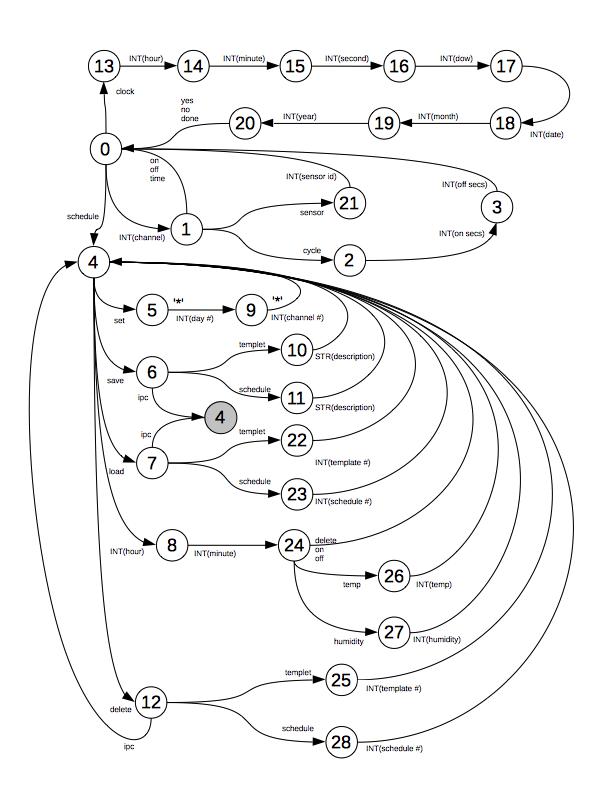 13
INT(hour)
14
INT(minute)
15
INT(second)
16
INT(dow)
17
clock
yes
no
done
20
INT(year)
19
INT(month)
18
INT(date)
0
on
off
time
INT(sensor id)
INT(off secs)
schedule
INT(channel)
1
sensor
21
3
INT(on secs)
cycle
2
4
set
5
'*'
INT(day #)
9
'*'
INT(channel #)
templet
10
STR(description)
save
6
schedule
11
STR(description)
ipc
4
ipc
templet
22
INT(template #)
load
7
schedule
23
INT(schedule #)
INT(hour)
8
INT(minute)
24
delete
on
off
temp
26
INT(temp)
humidity
27
INT(humidity)
templet
25
INT(template #)
delete
12
schedule
28
INT(schedule #)
ipc